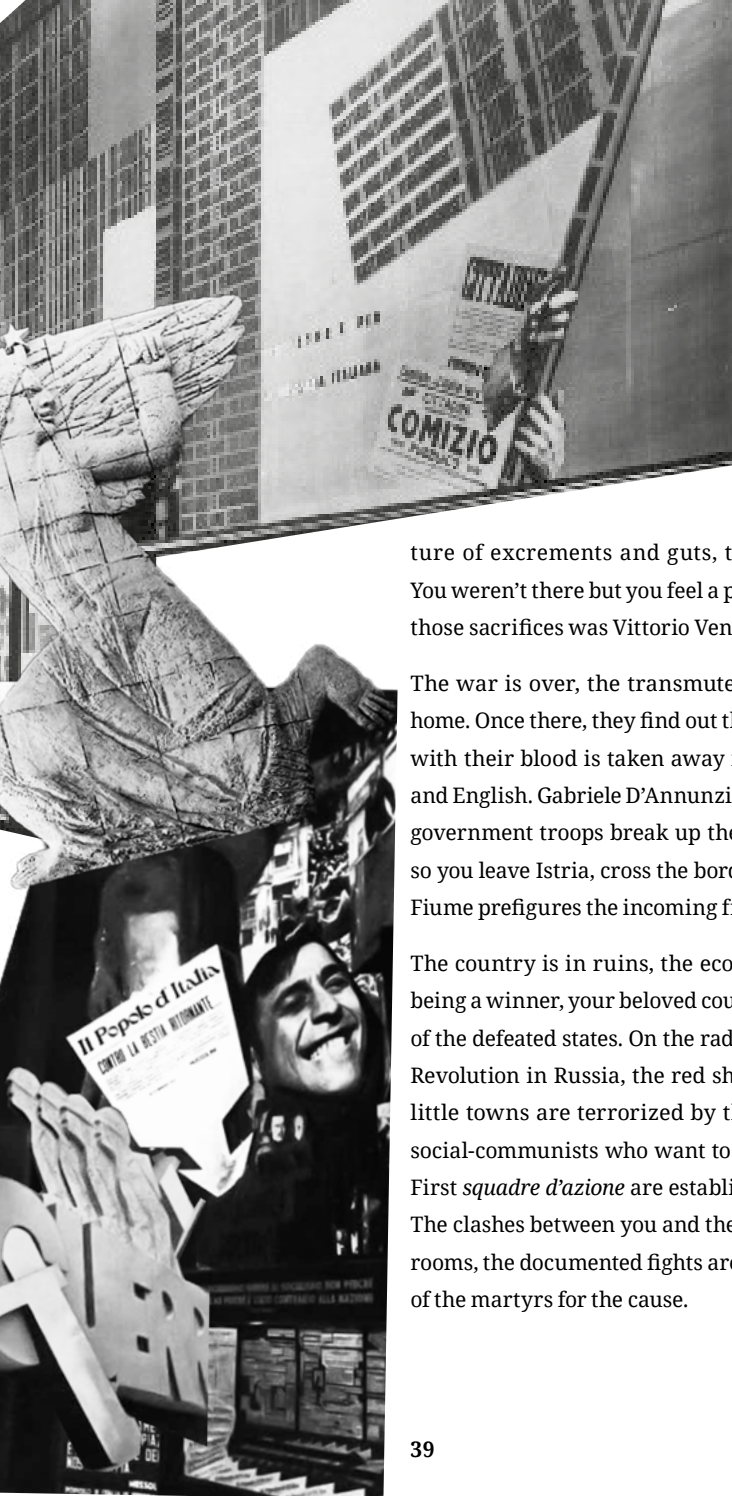 CITTADINI
COMIZIO
PUBBLICO
ture of excrements and guts, t
You weren’t there but you feel a p
those sacrifices was Vittorio Ven
The war is over, the transmute
home. Once there, they find out th
with their blood is taken away
and English. Gabriele D’Annunzi
government troops break up the
so you leave Istria, cross the bord
Fiume prefigures the incoming fi
The country is in ruins, the eco
being a winner, your beloved cou
of the defeated states. On the rad
Revolution in Russia, the red sh
little towns are terrorized by th
social-communists who want to
First squadre d’azione are establi
The clashes between you and the
rooms, the documented fights are
of the martyrs for the cause.
Il Popolo d'Italia
CONTRO LA BESTIA RITORNANTE...
39